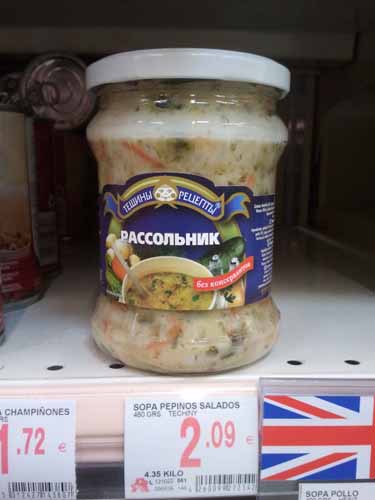 ТЕЩИНЫ РЕЦЕПТЫ
РАССОЛЬНИК
без консервантов
A CHAMPIÑONES
RS
1.72 €
SOPA PEPINOS SALADOS
480 GRS. TECHINY
2.09 €
4.35 KILO
SOPA POLLO